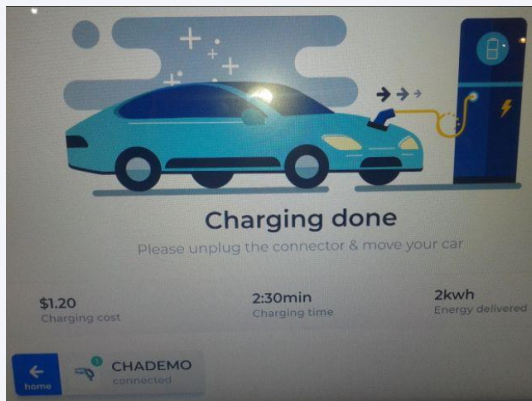 Charging done
Please unplug the connector & move your car
$1.20
Charging cost
2:30min
Charging time
2kwh
Energy delivered
home
1
CHADEMO
connected